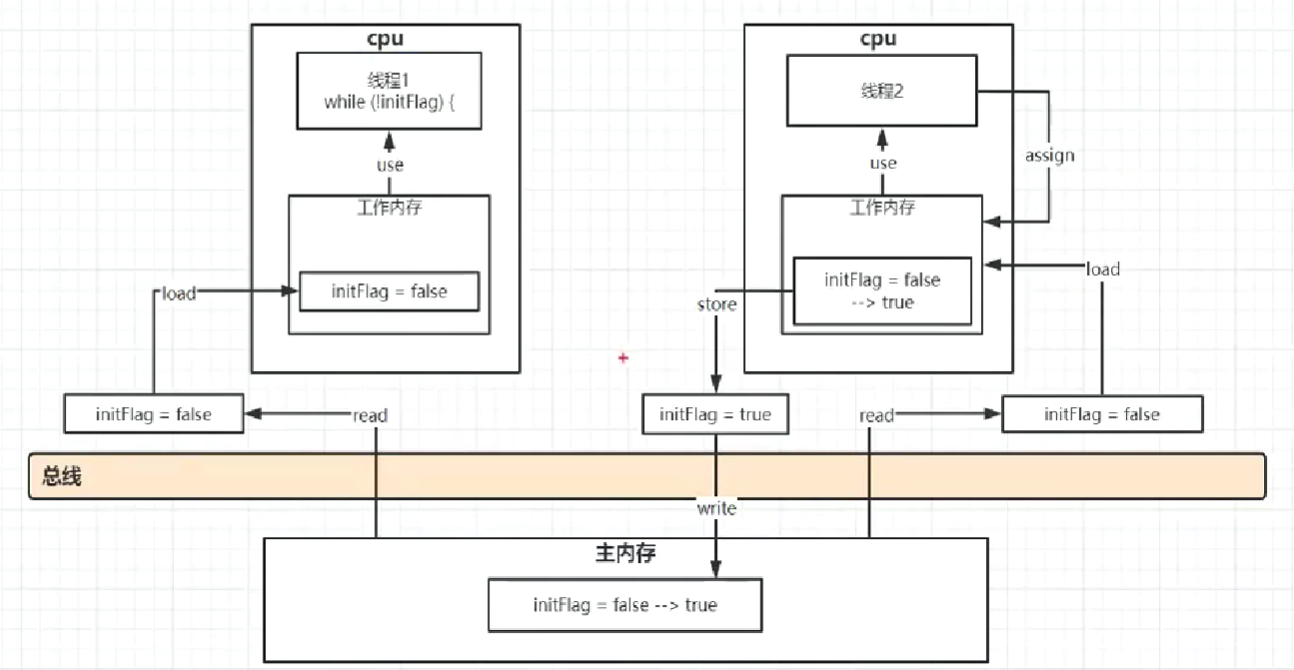 cpu
线程1
while (!initFlag) {
use
工作内存
initFlag = false
load
initFlag = false
read
cpu
线程2
assign
use
工作内存
initFlag = false
--> true
load
store
initFlag = true
read
initFlag = false
总线
write
主内存
initFlag = false --> true